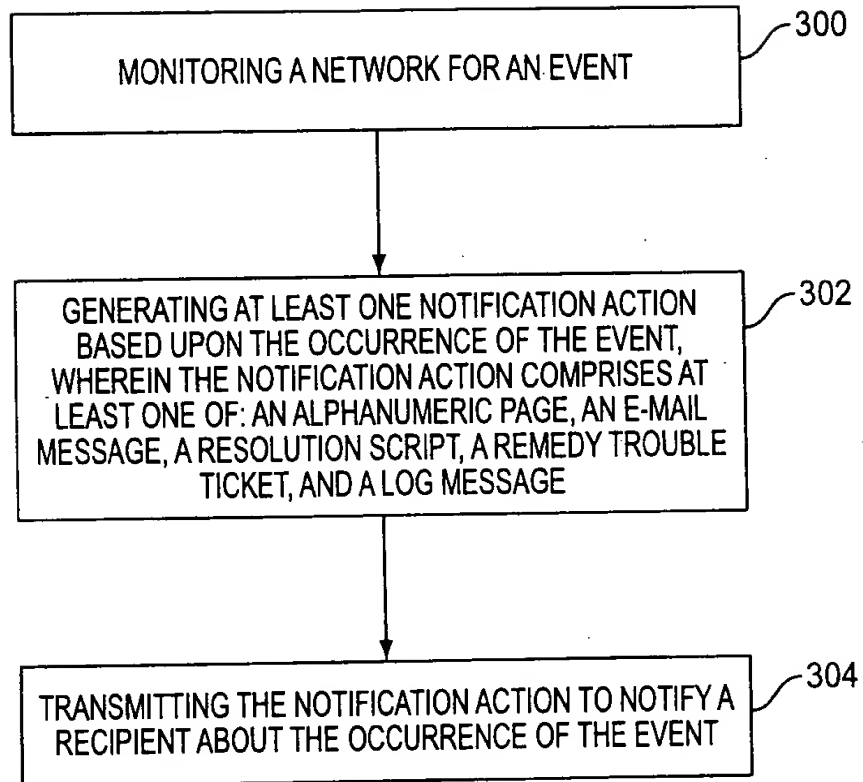 300
MONITORING A NETWORK FOR AN EVENT
302
GENERATING AT LEAST ONE NOTIFICATION ACTION
BASED UPON THE OCCURRENCE OF THE EVENT,
WHEREIN THE NOTIFICATION ACTION COMPRISES AT
LEAST ONE OF: AN ALPHANUMERIC PAGE, AN E-MAIL
MESSAGE, A RESOLUTION SCRIPT, A REMEDY TROUBLE
TICKET, AND A LOG MESSAGE
304
TRANSMITTING THE NOTIFICATION ACTION TO NOTIFY A
RECIPIENT ABOUT THE OCCURRENCE OF THE EVENT